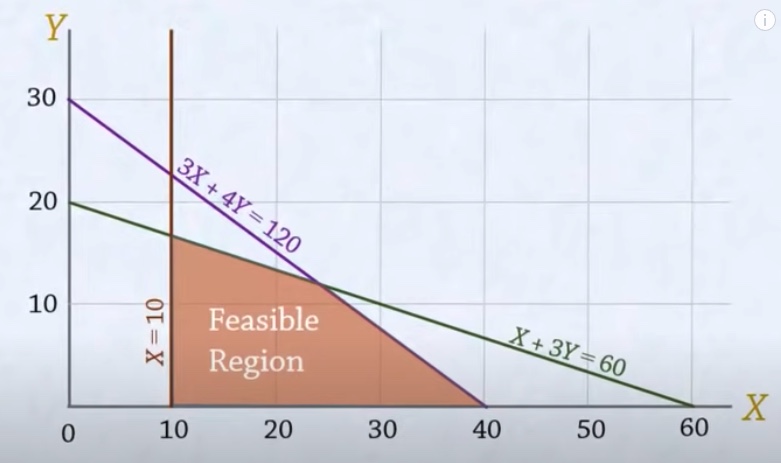 Y
30
20
10
3X + 4Y = 120
X = 10
Feasible
Region
X + 3Y = 60
X
0 10 20 30 40 50 60
i